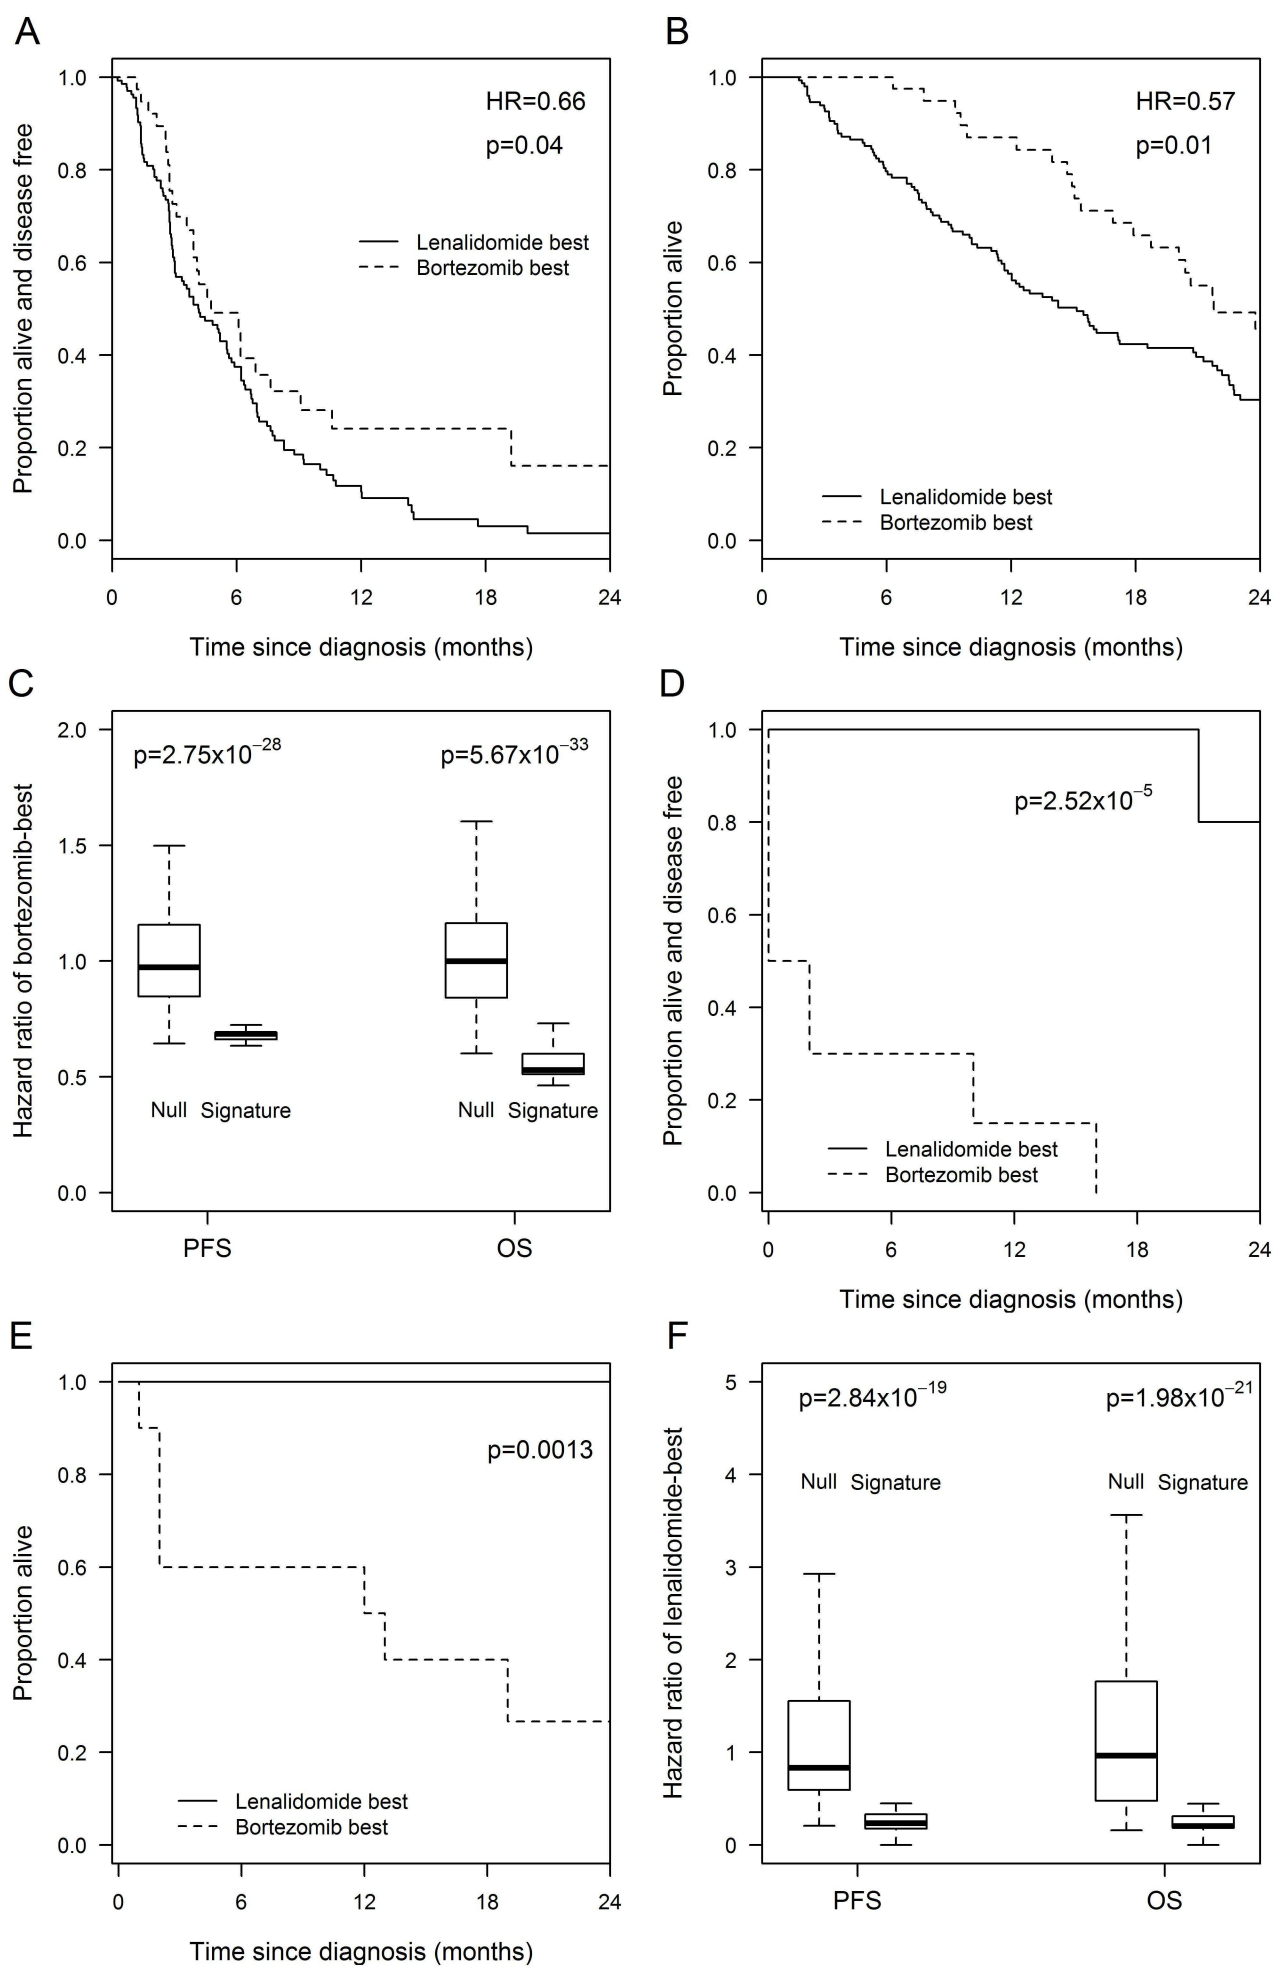 A
Proportion alive and disease free
1.0
0.8
0.6
0.4
0.2
0.0
HR=0.66
p=0.04
Lenalidomide best
Bortezomib best
0 6 12 18 24
Time since diagnosis (months)
B
Proportion alive
1.0
0.8
0.6
0.4
0.2
0.0
HR=0.57
p=0.01
Lenalidomide best
Bortezomib best
0 6 12 18 24
Time since diagnosis (months)
C
Hazard ratio of bortezomib-best
2.0
1.5
1.0
0.5
0.0
p=2.75x10⁻²⁸ p=5.67x10⁻³³
Null Signature Null Signature
PFS OS
D
Proportion alive and disease free
1.0
0.8
0.6
0.4
0.2
0.0
p=2.52x10⁻⁵
Lenalidomide best
Bortezomib best
0 6 12 18 24
Time since diagnosis (months)
E
Proportion alive
1.0
0.8
0.6
0.4
0.2
0.0
p=0.0013
Lenalidomide best
Bortezomib best
0 6 12 18 24
Time since diagnosis (months)
F
Hazard ratio of lenalidomide-best
5
4
3
2
1
0
p=2.84x10⁻¹⁹ p=1.98x10⁻²¹
Null Signature Null Signature
PFS OS